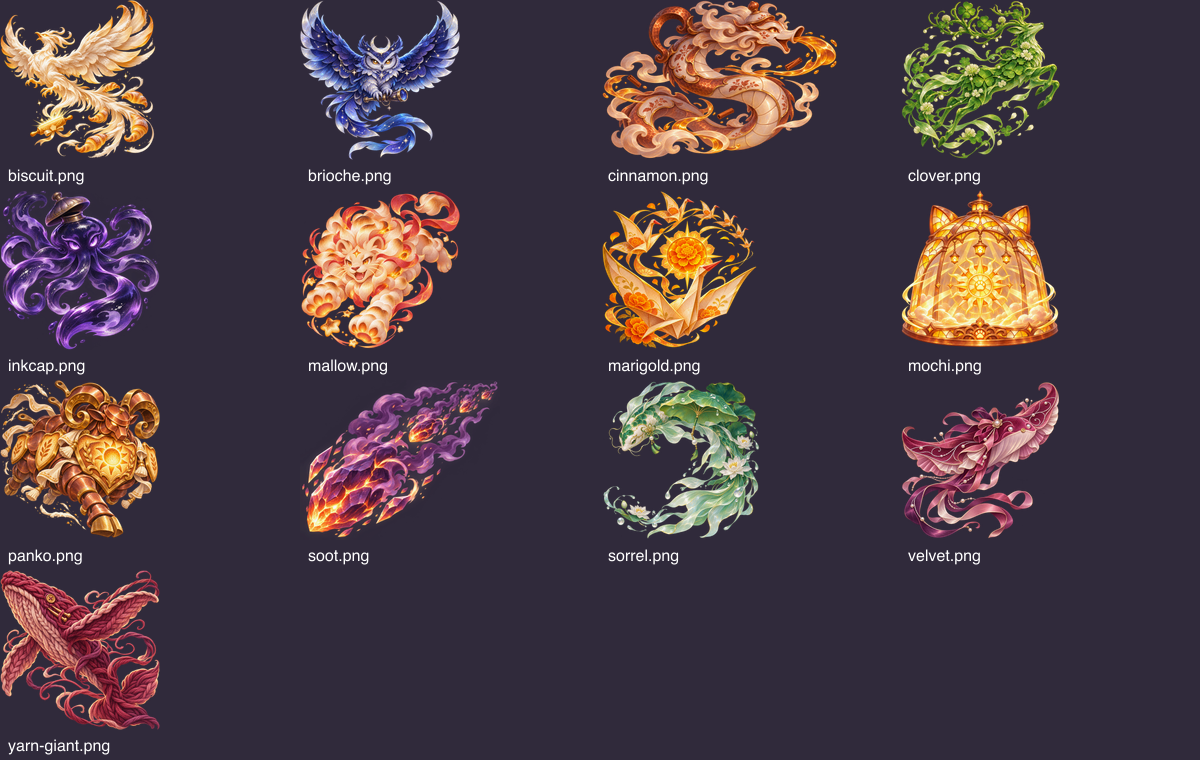 biscuit.png
brioche.png
cinnamon.png
clover.png
inkcap.png
mallow.png
marigold.png
mochi.png
panko.png
soot.png
sorrel.png
velvet.png
yarn-giant.png